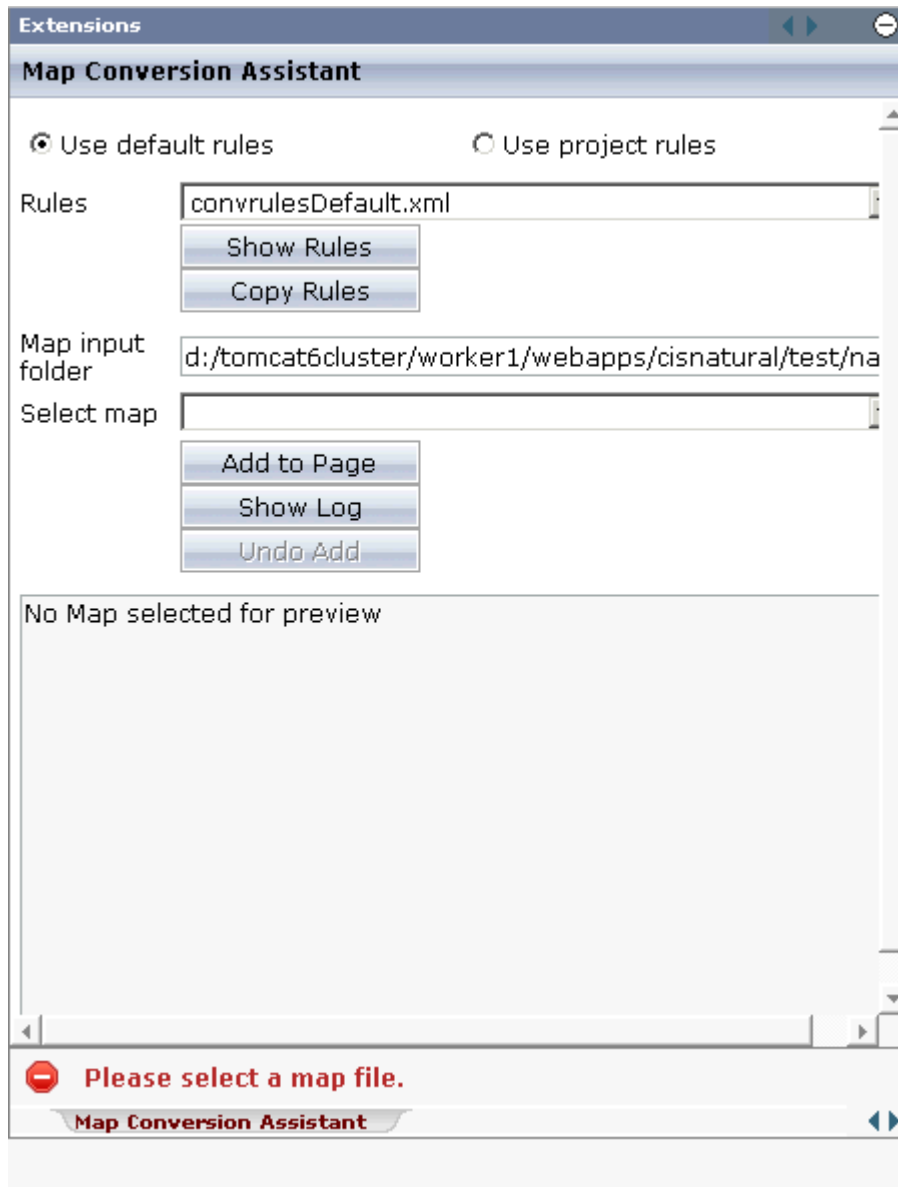 Extensions
Map Conversion Assistant
Use default rules
Use project rules
Rules
convrulesDefault.xml
Show Rules
Copy Rules
Map input
folder
d:/tomcat6cluster/worker1/webapps/cisnatural/test/na
Select map
Add to Page
Show Log
Undo Add
No Map selected for preview
Please select a map file.
Map Conversion Assistant